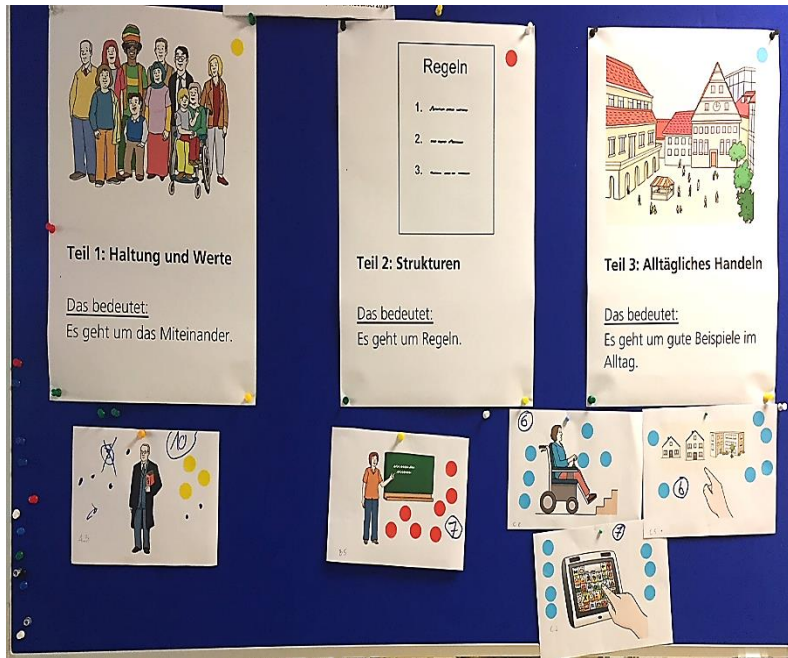 Teil 1: Haltung und Werte
Das bedeutet:
Es geht um das Miteinander.
Regeln
1.
2.
3.
Teil 2: Strukturen
Das bedeutet:
Es geht um Regeln.
Teil 3: Alltägliches Handeln
Das bedeutet:
Es geht um gute Beispiele im
Alltag.
10
7
6
6
7